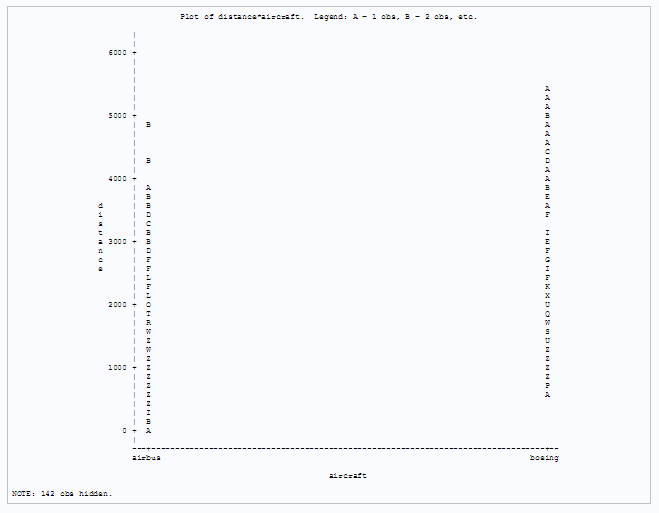 Plot of distance*aircraft. Legend: A = 1 obs, B = 2 obs, etc.
6000
A
A
A
5000 B
B A
A
A
C
B D
A
4000 A
A B
B E
d B A
i D F
s C
t B I
a 3000 B E
n D F
c F G
e F I
L F
F K
L X
2000 O U
T Q
R W
W S
Z U
W Z
Z Z
1000 Z Z
Z Z
Z P
Z A
Z
I
B
0 A
airbus boeing
aircraft
NOTE: 142 obs hidden.